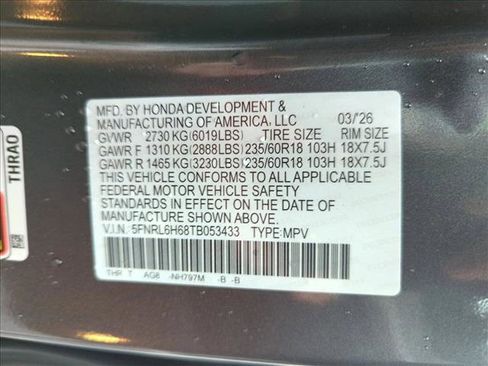 MFD. BY HONDA DEVELOPMENT &
MANUFACTURING OF AMERICA, LLC 03/26
GVWR 2730 KG (6019LBS) TIRE SIZE RIM SIZE
GAWR F 1310 KG (2888LBS) 235/60R18 103H 18X7.5J
GAWR R 1465 KG (3230LBS) 235/60R18 103H 18X7.5J
THIS VEHICLE CONFORMS TO ALL APPLICABLE
FEDERAL MOTOR VEHICLE SAFETY
STANDARDS IN EFFECT ON THE DATE OF
MANUFACTURE SHOWN ABOVE.
V.I.N. 5FNRL6H68TB053433 TYPE: MPV
THR T AG8 -NH797M -B -B
THRA0